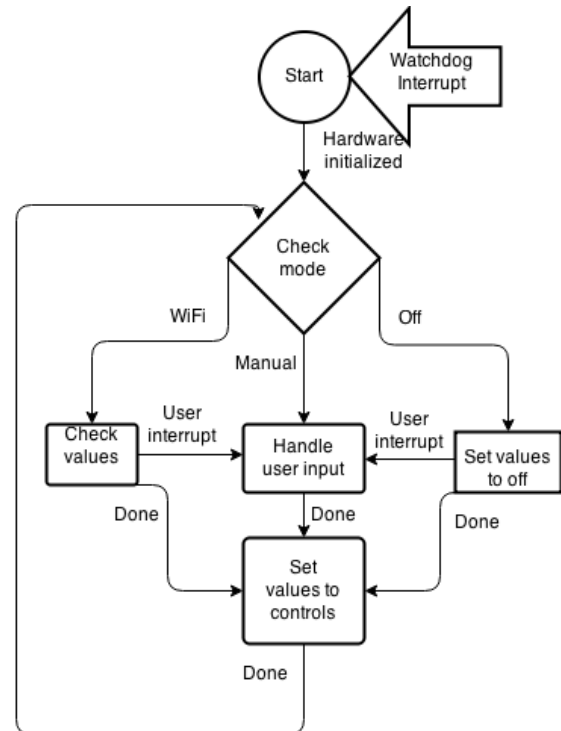 Start
Watchdog
Interrupt
Hardware
initialized
Check
mode
WiFi
Off
Manual
Check
values
User
interrupt
Handle
user input
User
interrupt
Set values
to off
Done
Done
Done
Set
values to
controls
Done